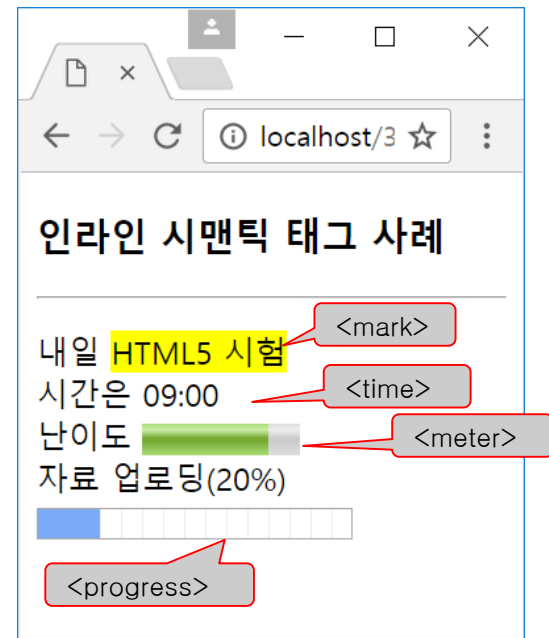 localhost/3
인라인 시맨틱 태그 사례
<mark>
내일 HTML5 시험
시간은 09:00
<time>
난이도
<meter>
자료 업로딩(20%)
<progress>